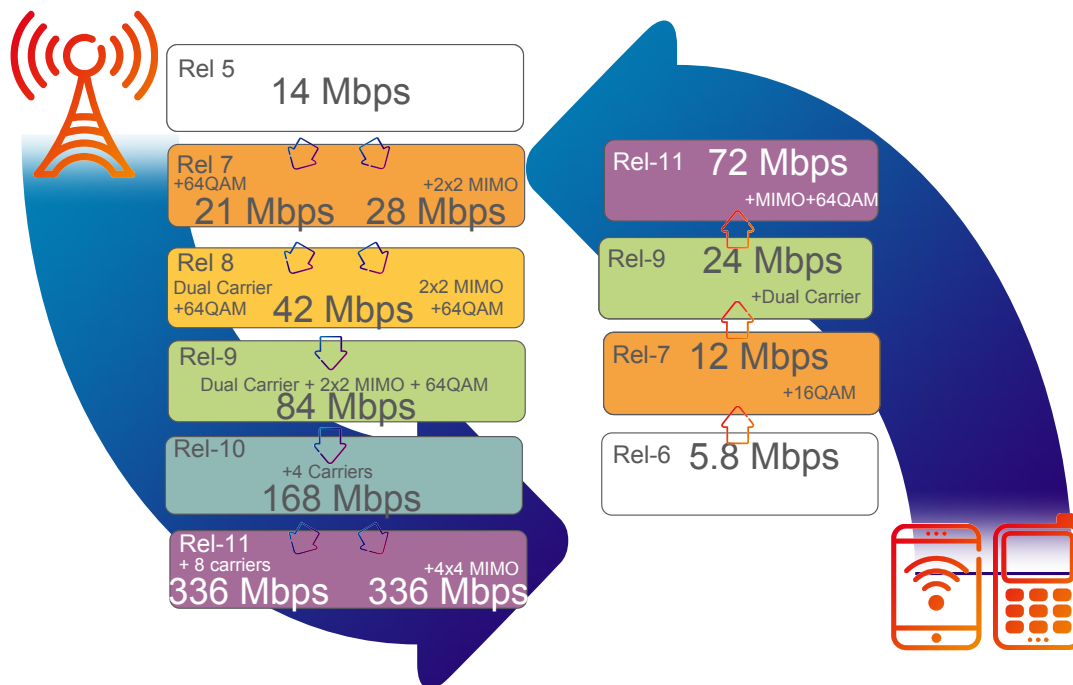 Rel 5
14 Mbps
Rel 7
+64QAM
+2x2 MIMO
21 Mbps
28 Mbps
Rel 8
Dual Carrier
+64QAM
42 Mbps
2x2 MIMO
+64QAM
Rel-9
Dual Carrier + 2x2 MIMO + 64QAM
84 Mbps
Rel-10
+4 Carriers
168 Mbps
Rel-11
+ 8 carriers
+4x4 MIMO
336 Mbps
336 Mbps
Rel-11
72 Mbps
+MIMO+64QAM
Rel-9
24 Mbps
+Dual Carrier
Rel-7
12 Mbps
+16QAM
Rel-6
5.8 Mbps